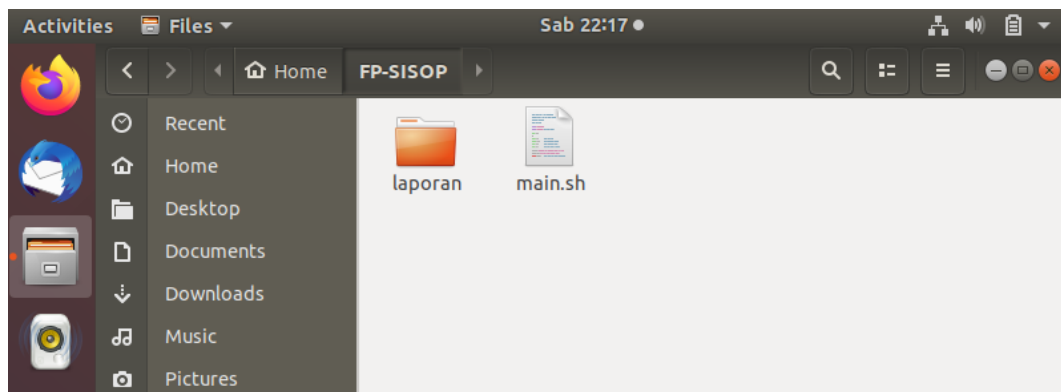 Activities Files Sab 22:17
Home FP-SISOP
Recent
Home
Desktop
Documents
Downloads
Music
Pictures
laporan main.sh